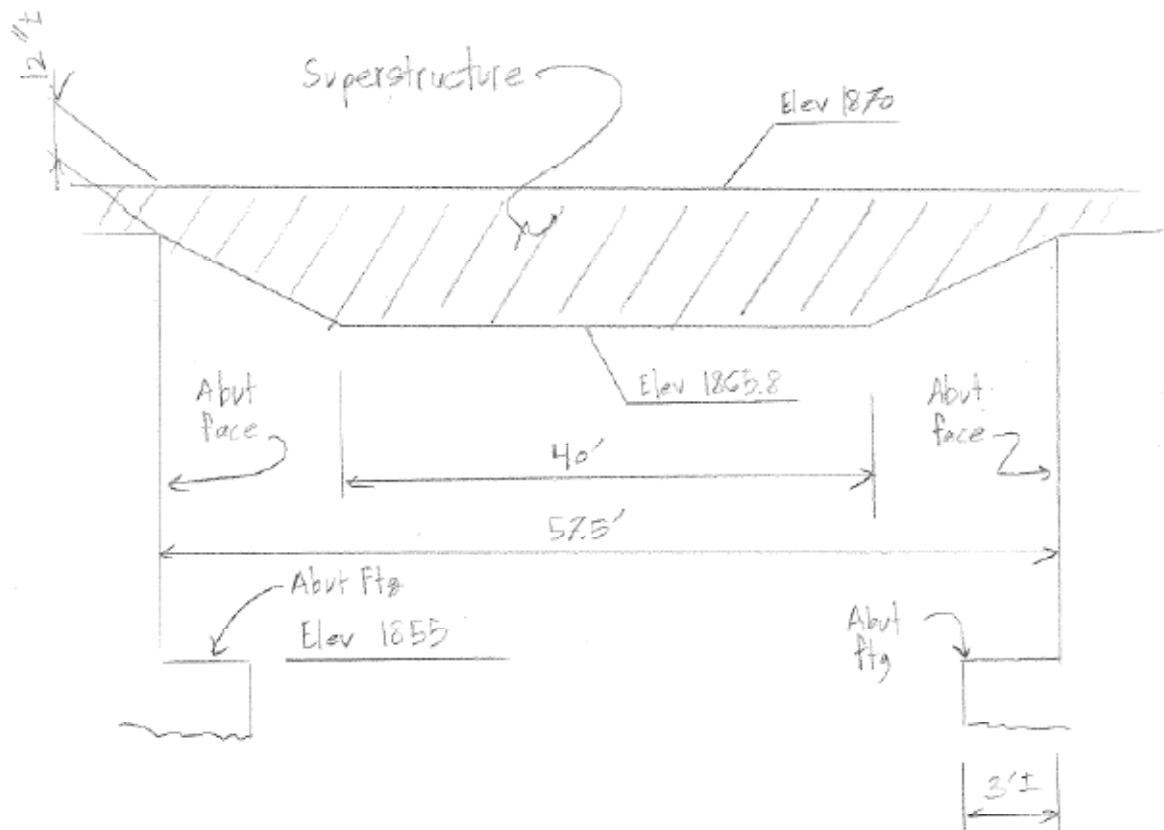 12"±
Superstructure
Elev 1870
Elev 1865.8
Abut
face
Abut
face
40'
57.5'
Abut Ftg
Elev 1855
Abut
ftg
3'±